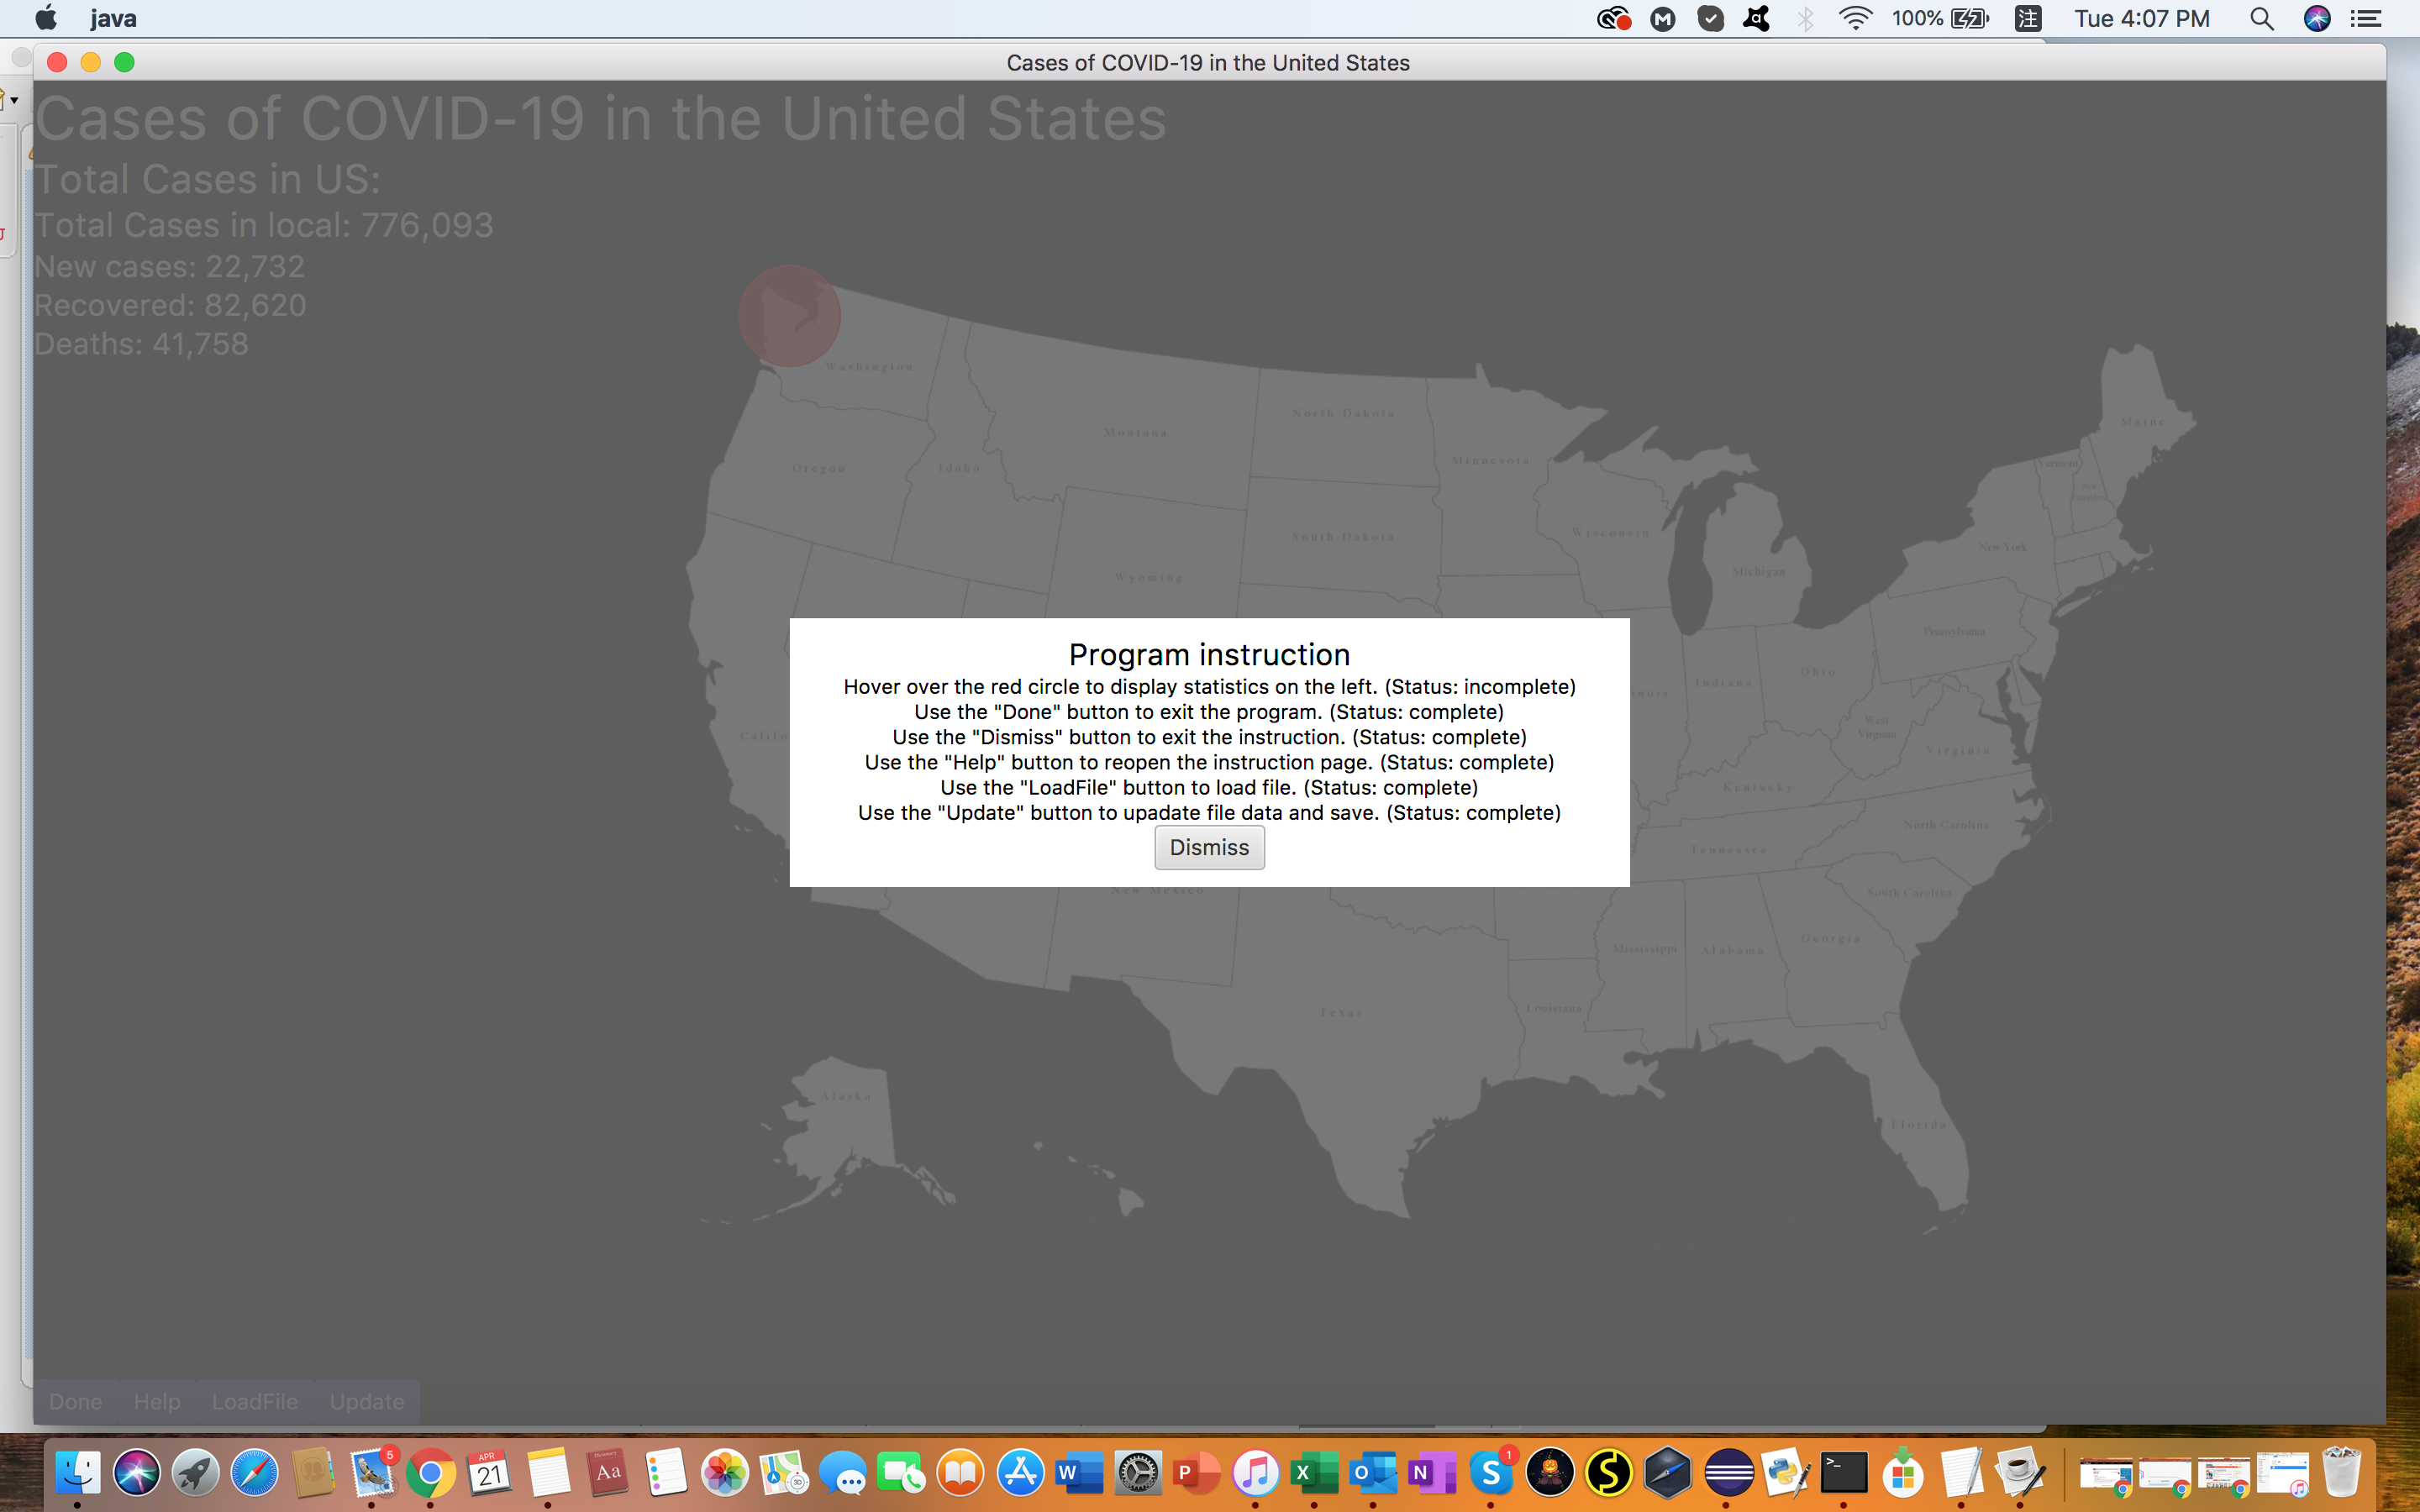 java
100%
注
Tue 4:07 PM
Cases of COVID-19 in the United States
Cases of COVID-19 in the United States
Total Cases in US:
Total Cases in local: 776,093
New cases: 22,732
Recovered: 82,620
Deaths: 41,758
Washington
Montana
North Dakota
Minnesota
Maine
Oregon
Idaho
Vermont
South Dakota
Wisconsin
New York
Wyoming
Michigan
Pennsylvania
Program instruction
Hover over the red circle to display statistics on the left. (Status: incomplete)
Use the "Done" button to exit the program. (Status: complete)
Use the "Dismiss" button to exit the instruction. (Status: complete)
Use the "Help" button to reopen the instruction page. (Status: complete)
Use the "LoadFile" button to load file. (Status: complete)
Use the "Update" button to upadate file data and save. (Status: complete)
Dismiss
Indiana
Ohio
West
Virginia
Virginia
Kentucky
North Carolina
Tennessee
South Carolina
New Mexico
Mississippi
Alabama
Georgia
Texas
Louisiana
Alaska
Florida
Done Help LoadFile Update
5
APR
21
Aa
3D
W
P
X
O
N
S
1
S
>_